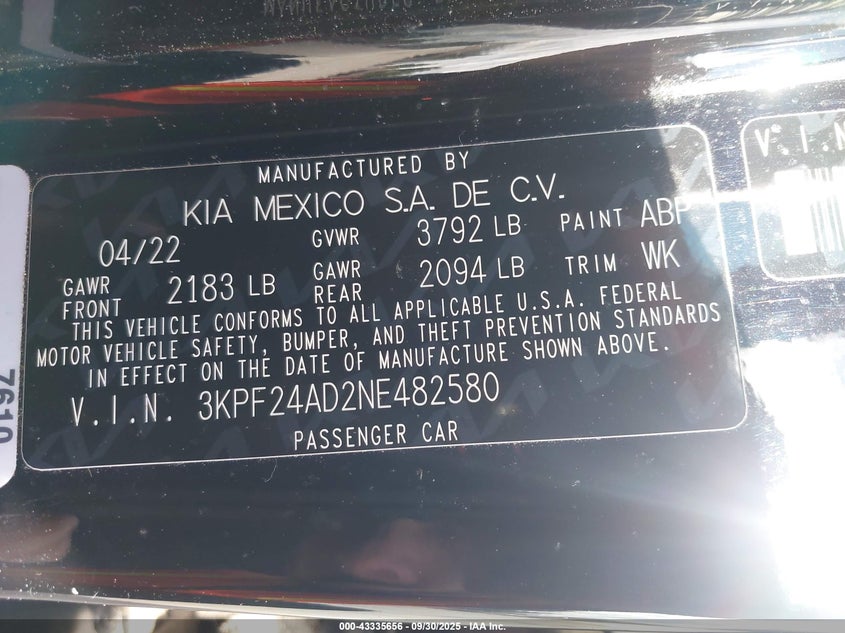 MANUFACTURED BY
KIA MEXICO S.A. DE C.V.
04/22 GVWR 3792 LB PAINT ABP
GAWR FRONT 2183 LB GAWR REAR 2094 LB TRIM WK
THIS VEHICLE CONFORMS TO ALL APPLICABLE U.S.A. FEDERAL
MOTOR VEHICLE SAFETY, BUMPER, AND THEFT PREVENTION STANDARDS
IN EFFECT ON THE DATE OF MANUFACTURE SHOWN ABOVE.
V.I.N. 3KPF24AD2NE482580
PASSENGER CAR
V.I.N
7610
000-43335656 - 09/30/2025 - IAA Inc.